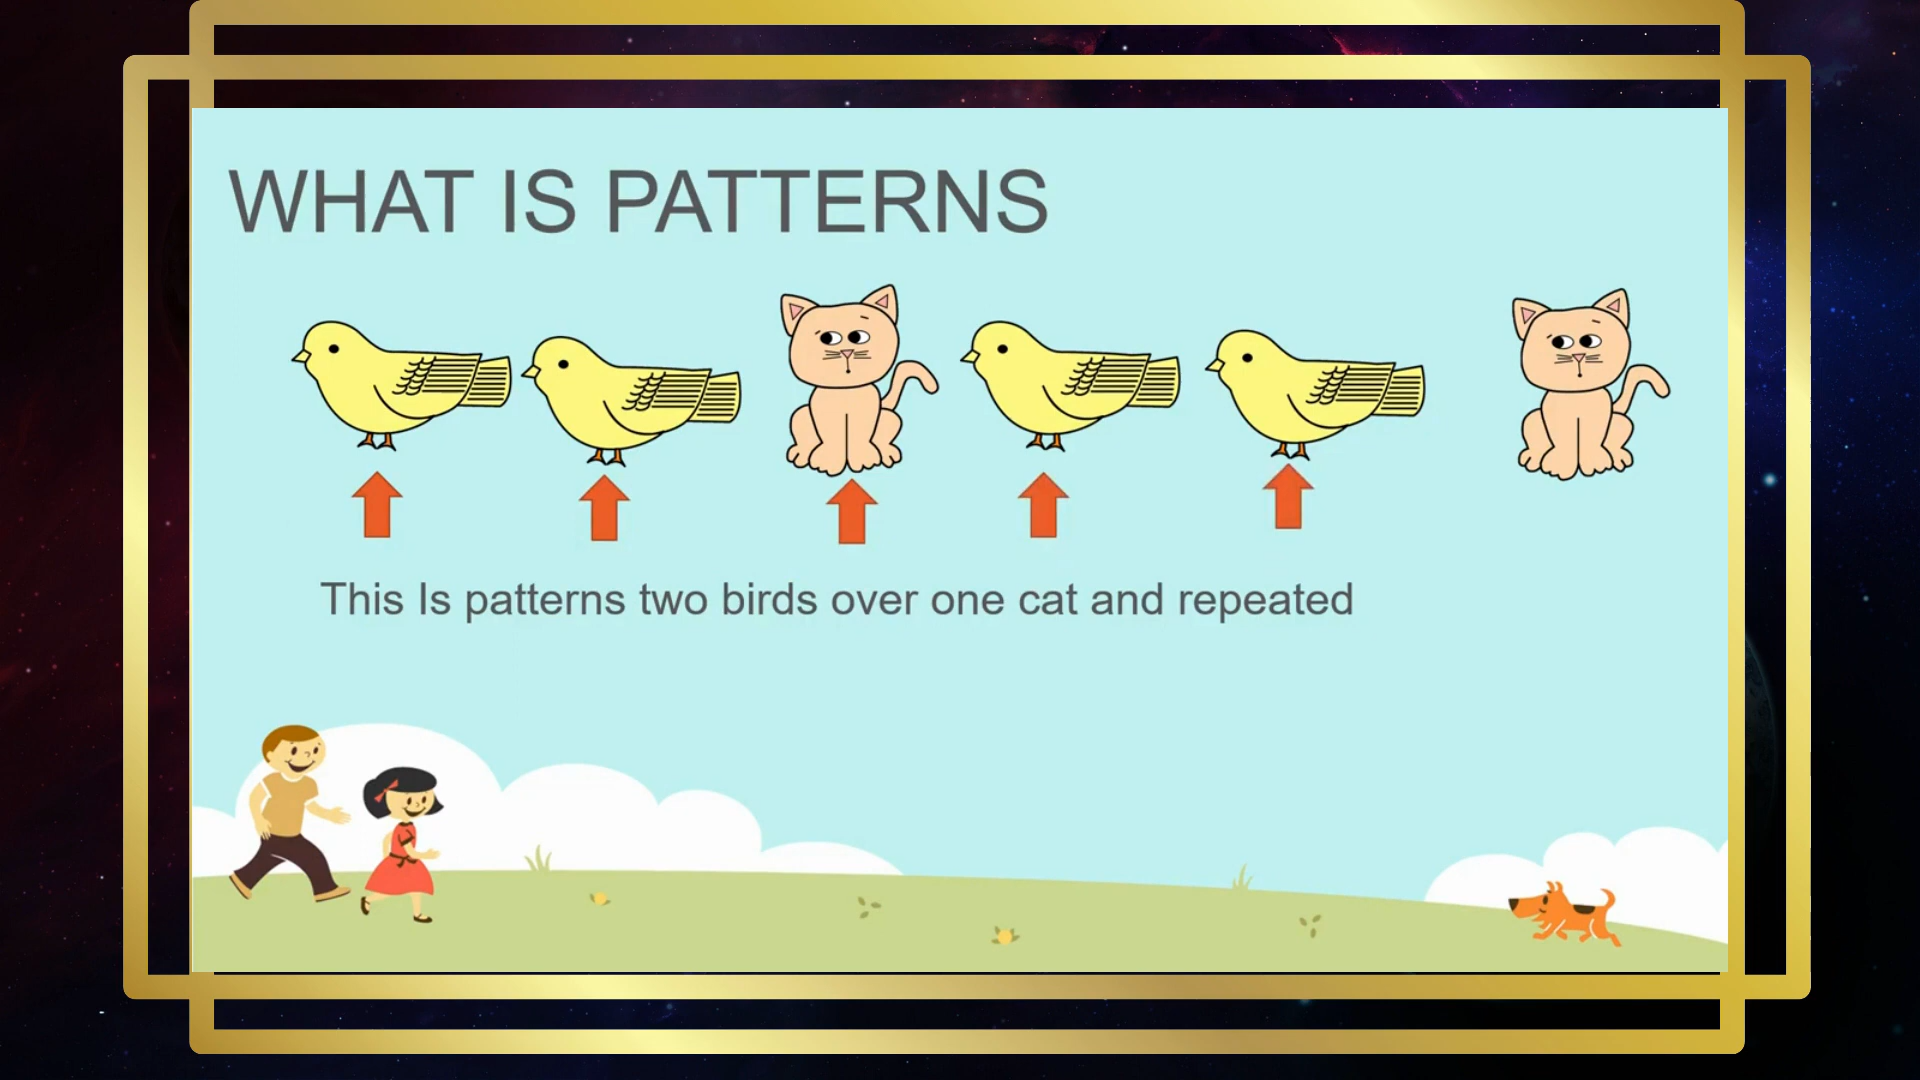 WHAT IS PATTERNS
This Is patterns two birds over one cat and repeated